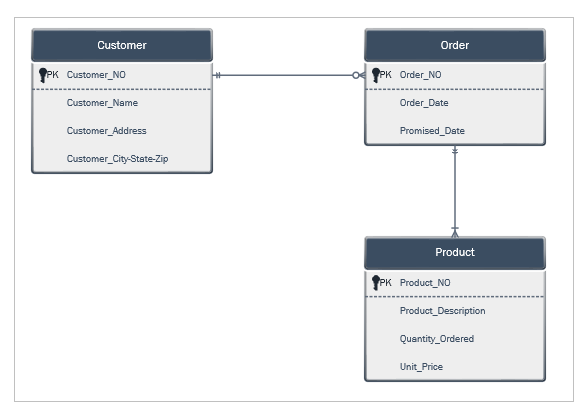 Customer
PK Customer_NO
Customer_Name
Customer_Address
Customer_City-State-Zip
Order
PK Order_NO
Order_Date
Promised_Date
Product
PK Product_NO
Product_Description
Quantity_Ordered
Unit_Price